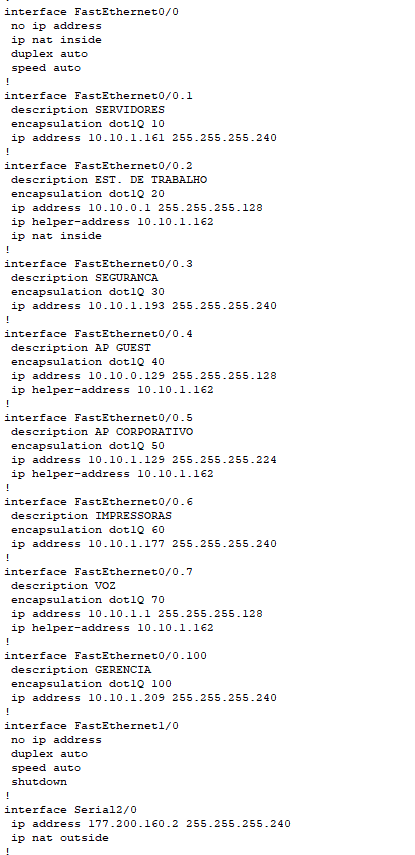 interface FastEthernet0/0
no ip address
ip nat inside
duplex auto
speed auto
!
interface FastEthernet0/0.1
description SERVIDORES
encapsulation dot1Q 10
ip address 10.10.1.161 255.255.255.240
!
interface FastEthernet0/0.2
description EST. DE TRABALHO
encapsulation dot1Q 20
ip address 10.10.0.1 255.255.255.128
ip helper-address 10.10.1.162
ip nat inside
!
interface FastEthernet0/0.3
description SEGURANCA
encapsulation dot1Q 30
ip address 10.10.1.193 255.255.255.240
!
interface FastEthernet0/0.4
description AP GUEST
encapsulation dot1Q 40
ip address 10.10.0.129 255.255.255.128
ip helper-address 10.10.1.162
!
interface FastEthernet0/0.5
description AP CORPORATIVO
encapsulation dot1Q 50
ip address 10.10.1.129 255.255.255.224
ip helper-address 10.10.1.162
!
interface FastEthernet0/0.6
description IMPRESSORAS
encapsulation dot1Q 60
ip address 10.10.1.177 255.255.255.240
!
interface FastEthernet0/0.7
description VOZ
encapsulation dot1Q 70
ip address 10.10.1.1 255.255.255.128
ip helper-address 10.10.1.162
!
interface FastEthernet0/0.100
description GERENCIA
encapsulation dot1Q 100
ip address 10.10.1.209 255.255.255.240
!
interface FastEthernet1/0
no ip address
duplex auto
speed auto
shutdown
!
interface Serial2/0
ip address 177.200.160.2 255.255.255.240
ip nat outside
!